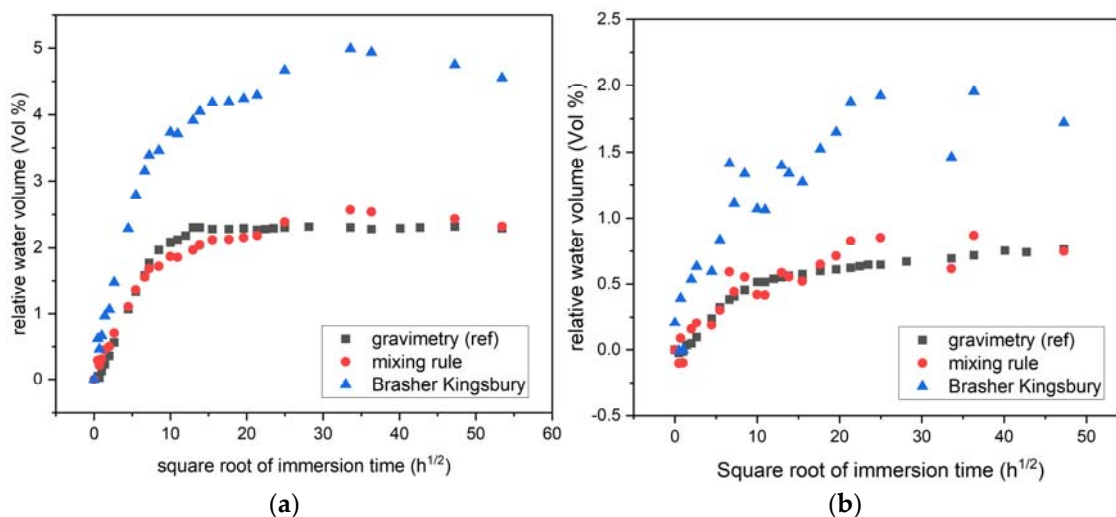 5
4
3
2
1
0
relative water volume (Vol %)
gravimetry (ref)
mixing rule
Brasher Kingsbury
0 10 20 30 40 50 60
square root of immersion time (h^1/2)
(a)
2.5
2.0
1.5
1.0
0.5
0.0
-0.5
relative water volume (Vol %)
gravimetry (ref)
mixing rule
Brasher Kingsbury
0 10 20 30 40 50
Square root of immersion time (h^1/2)
(b)